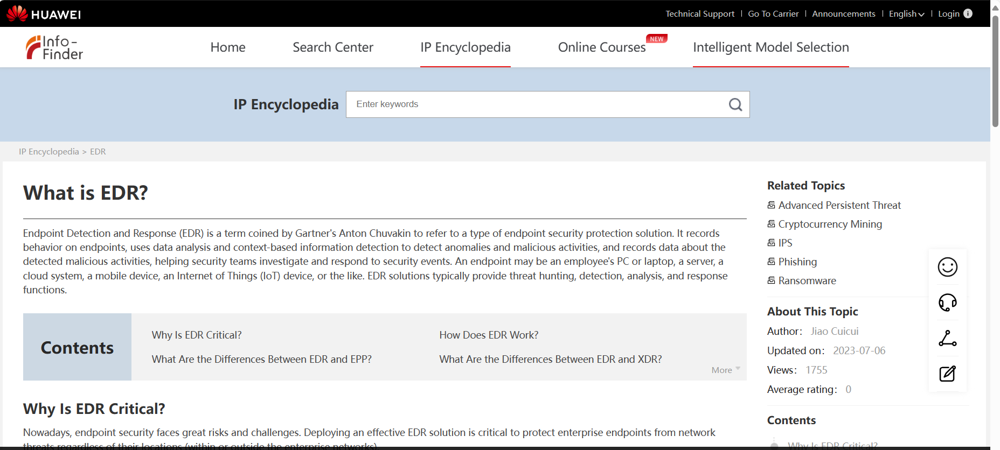 HUAWEI
Technical Support | Go To Carrier | Announcements | English | Login
Info-
Finder
Home
Search Center
IP Encyclopedia
Online Courses
NEW
Intelligent Model Selection
IP Encyclopedia
Enter keywords
IP Encyclopedia > EDR
What is EDR?
Endpoint Detection and Response (EDR) is a term coined by Gartner's Anton Chuvakin to refer to a type of endpoint security protection solution. It records
behavior on endpoints, uses data analysis and context-based information detection to detect anomalies and malicious activities, and records data about the
detected malicious activities, helping security teams investigate and respond to security events. An endpoint may be an employee's PC or laptop, a server, a
cloud system, a mobile device, an Internet of Things (IoT) device, or the like. EDR solutions typically provide threat hunting, detection, analysis, and response
functions.
Contents
Why Is EDR Critical?
How Does EDR Work?
What Are the Differences Between EDR and EPP?
What Are the Differences Between EDR and XDR?
More
Why Is EDR Critical?
Nowadays, endpoint security faces great risks and challenges. Deploying an effective EDR solution is critical to protect enterprise endpoints from network
threats regardless of their locations (within or outside the enterprise networks).
Related Topics
Advanced Persistent Threat
Cryptocurrency Mining
IPS
Phishing
Ransomware
About This Topic
Author: Jiao Cuicui
Updated on: 2023-07-06
Views: 1755
Average rating: 0
Contents
Why Is EDR Critical?